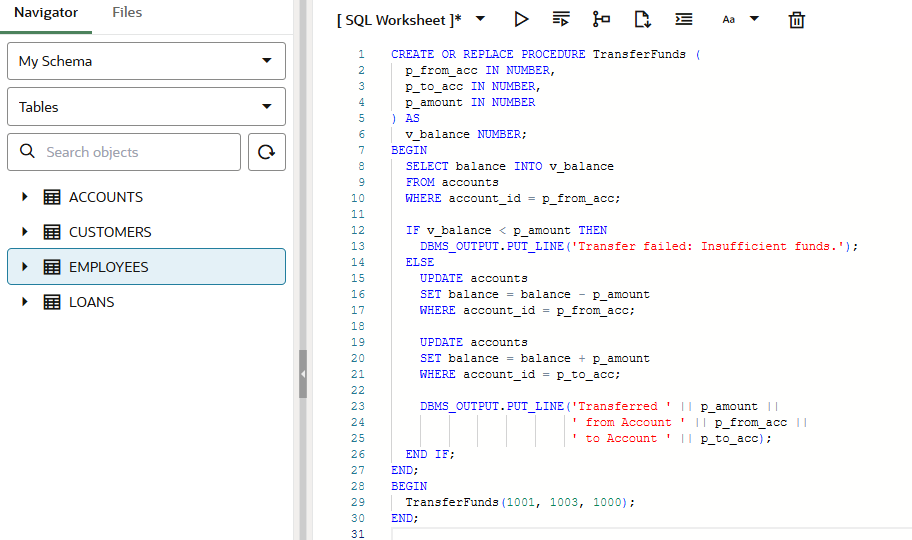 Navigator Files
My Schema
Tables
Search objects
ACCOUNTS
CUSTOMERS
EMPLOYEES
LOANS
[ SQL Worksheet ]* Aa
1 CREATE OR REPLACE PROCEDURE TransferFunds (
2 p_from_acc IN NUMBER,
3 p_to_acc IN NUMBER,
4 p_amount IN NUMBER
5 ) AS
6 v_balance NUMBER;
7 BEGIN
8 SELECT balance INTO v_balance
9 FROM accounts
10 WHERE account_id = p_from_acc;
11
12 IF v_balance < p_amount THEN
13 DBMS_OUTPUT.PUT_LINE('Transfer failed: Insufficient funds.');
14 ELSE
15 UPDATE accounts
16 SET balance = balance - p_amount
17 WHERE account_id = p_from_acc;
18
19 UPDATE accounts
20 SET balance = balance + p_amount
21 WHERE account_id = p_to_acc;
22
23 DBMS_OUTPUT.PUT_LINE('Transferred ' || p_amount ||
24 ' from Account ' || p_from_acc ||
25 ' to Account ' || p_to_acc);
26 END IF;
27 END;
28 BEGIN
29 TransferFunds(1001, 1003, 1000);
30 END;
31